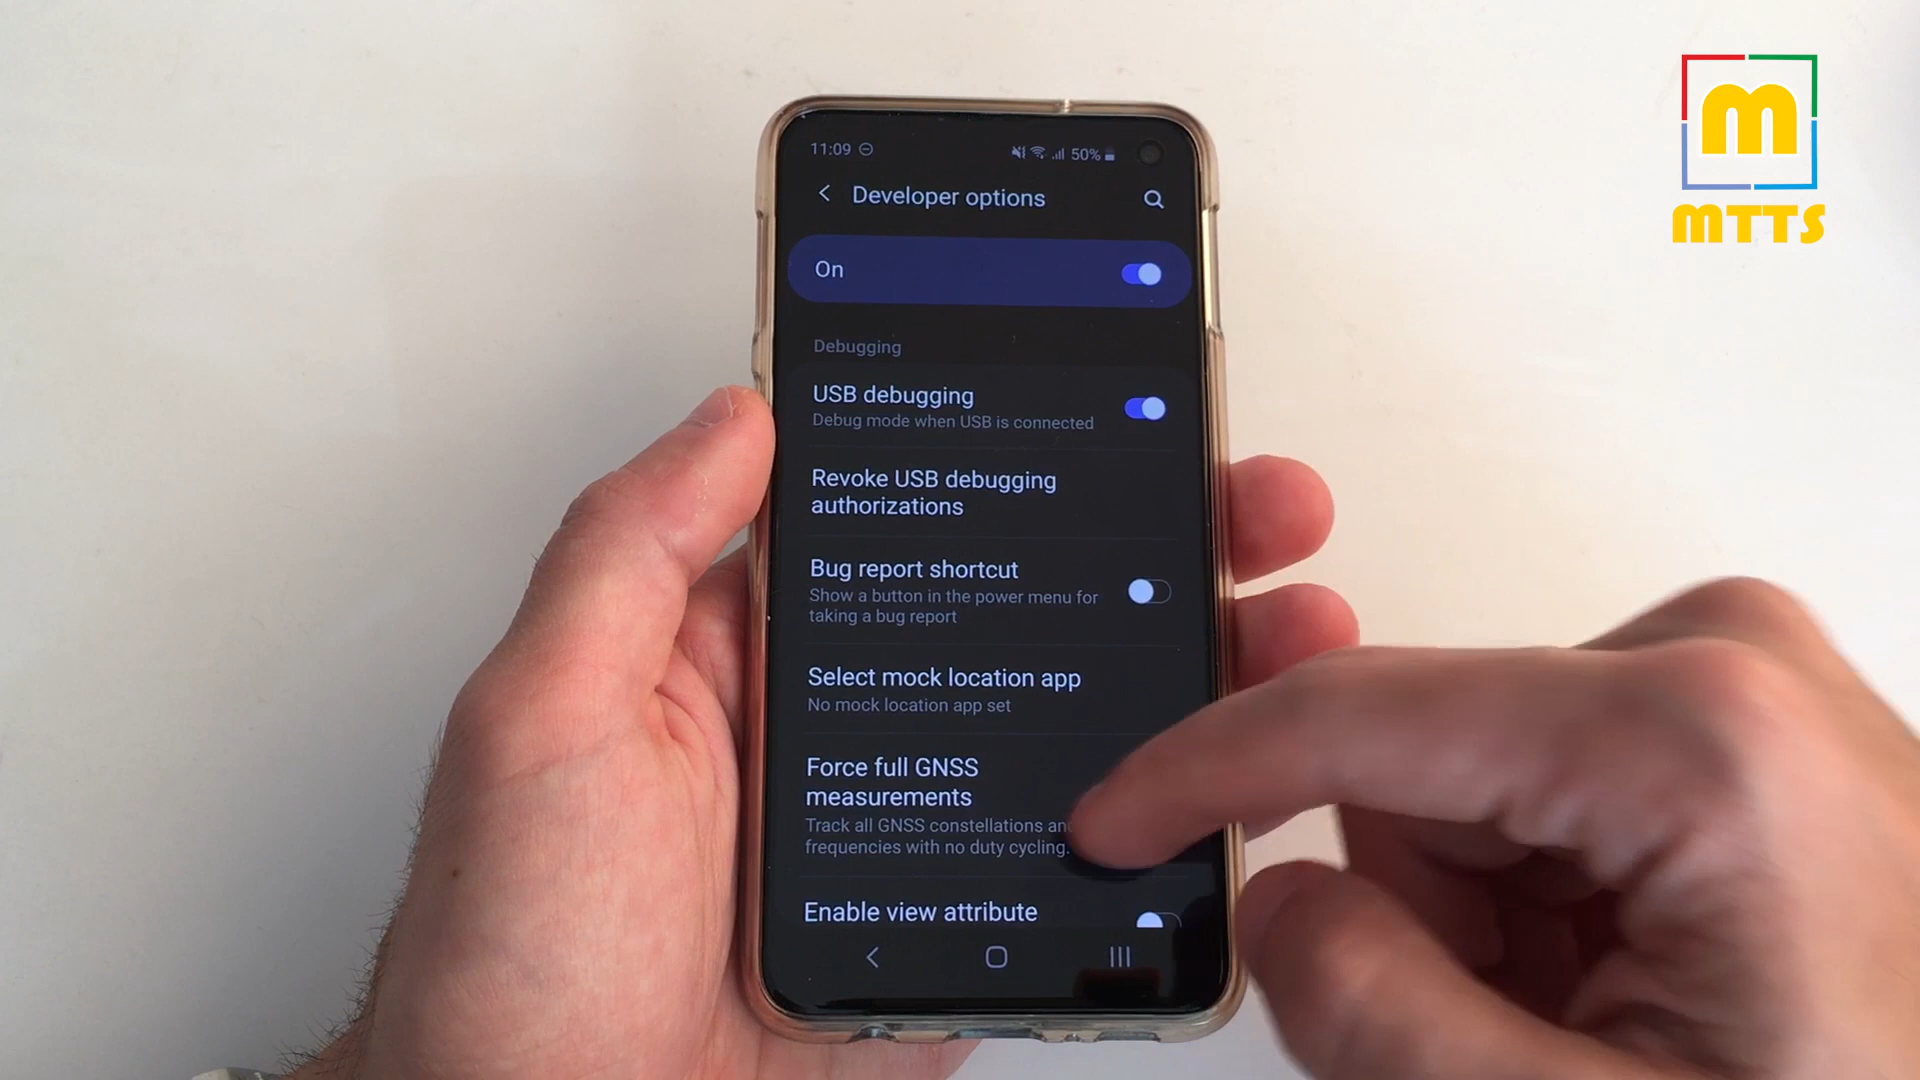 11:09
50%
Developer options
On
Debugging
USB debugging
Debug mode when USB is connected
Revoke USB debugging
authorizations
Bug report shortcut
Show a button in the power menu for
taking a bug report
Select mock location app
No mock location app set
Force full GNSS
measurements
Track all GNSS constellations and
frequencies with no duty cycling.
Enable view attribute
m
MTTS